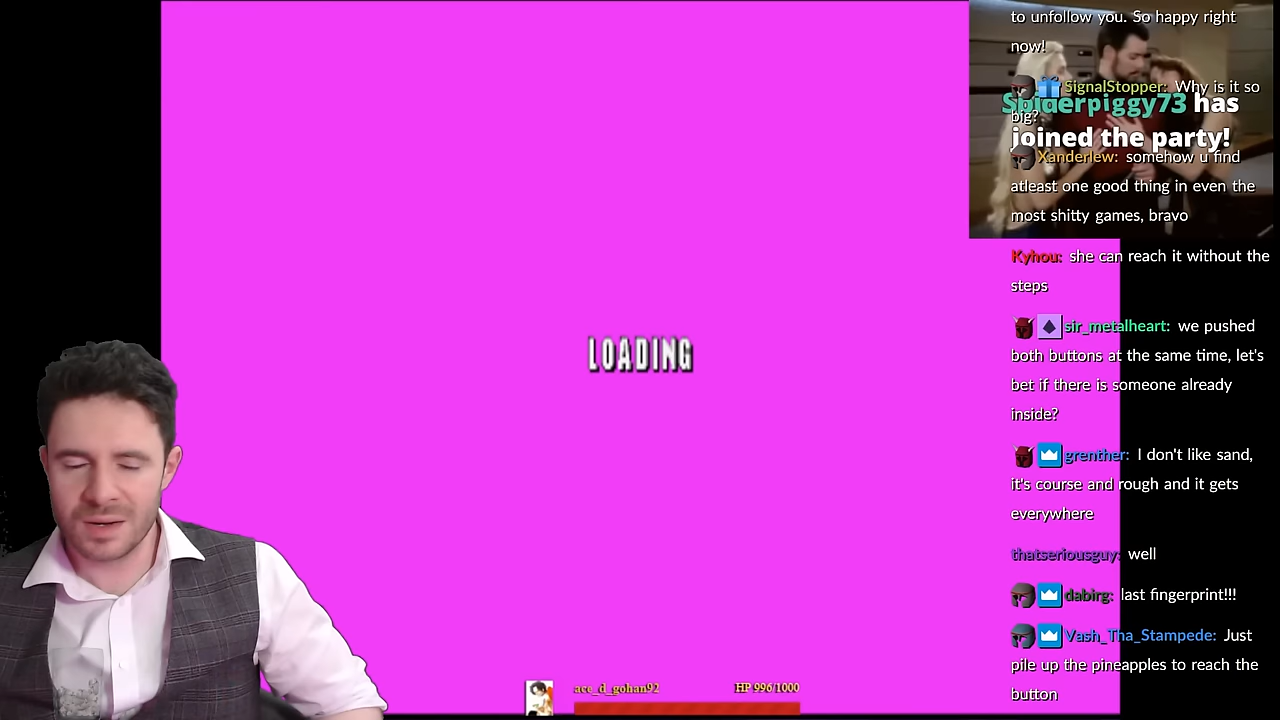 to unfollow you. So happy right
now!
SignalStopper: Why is it so
big?
Spiderpiggy73 has
joined the party!
Xanderlew: somehow u find
atleast one good thing in even the
most shitty games, bravo
Kyhou: she can reach it without the
steps
sir_metalheart: we pushed
both buttons at the same time, let's
bet if there is someone already
inside?
grenther: I don't like sand,
it's course and rough and it gets
everywhere
thatseriousguy: well
dabirg: last fingerprint!!!
Vash_Tha_Stampede: Just
pile up the pineapples to reach the
button
LOADING
ace_d_gohan92 HP 996/1000